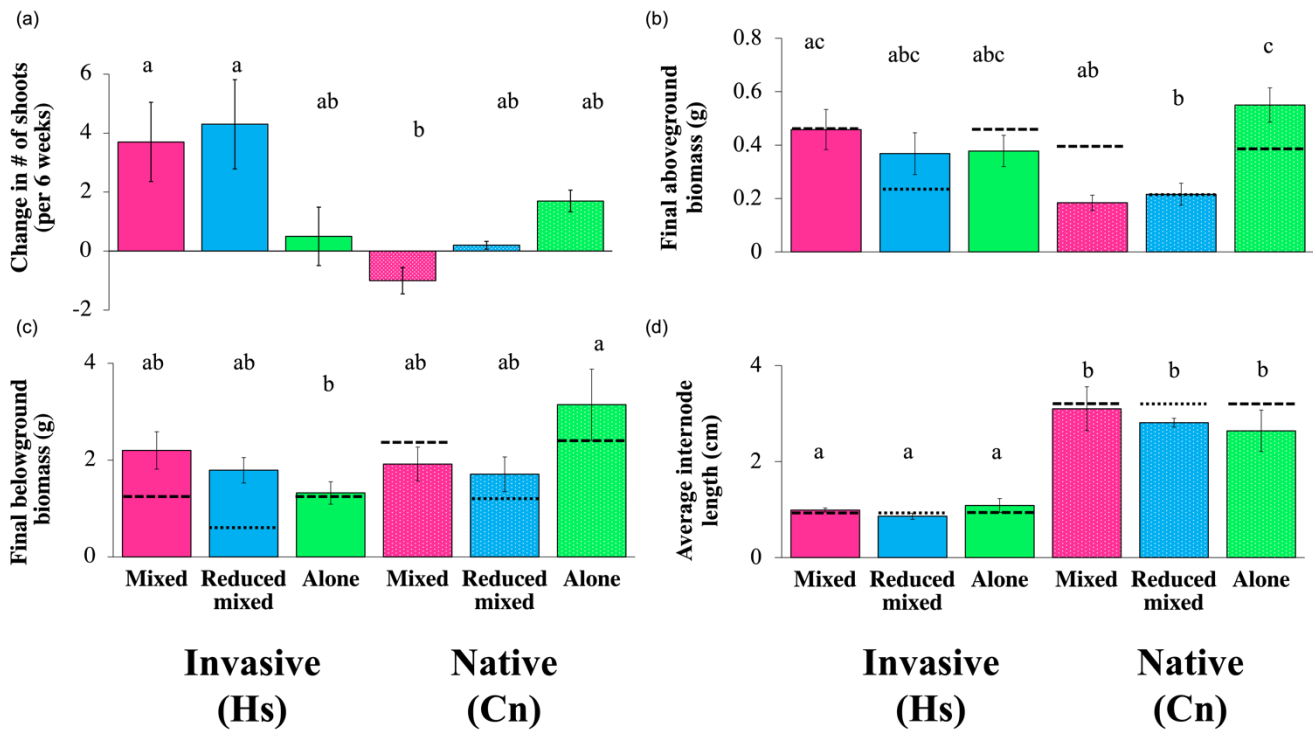 (a)
Change in # of shoots
(per 6 weeks)
6
4
2
0
-2
a
a
ab
b
ab
ab
(b)
Final aboveground
biomass (g)
0.8
0.6
0.4
0.2
0
ac
abc
abc
ab
b
c
(c)
Final belowground
biomass (g)
4
2
0
ab
ab
b
ab
ab
a
Mixed Reduced mixed Alone Mixed Reduced mixed Alone
Invasive
(Hs)
Native
(Cn)
(d)
Average internode
length (cm)
4
2
0
a
a
a
b
b
b
Mixed Reduced mixed Alone Mixed Reduced mixed Alone
Invasive
(Hs)
Native
(Cn)